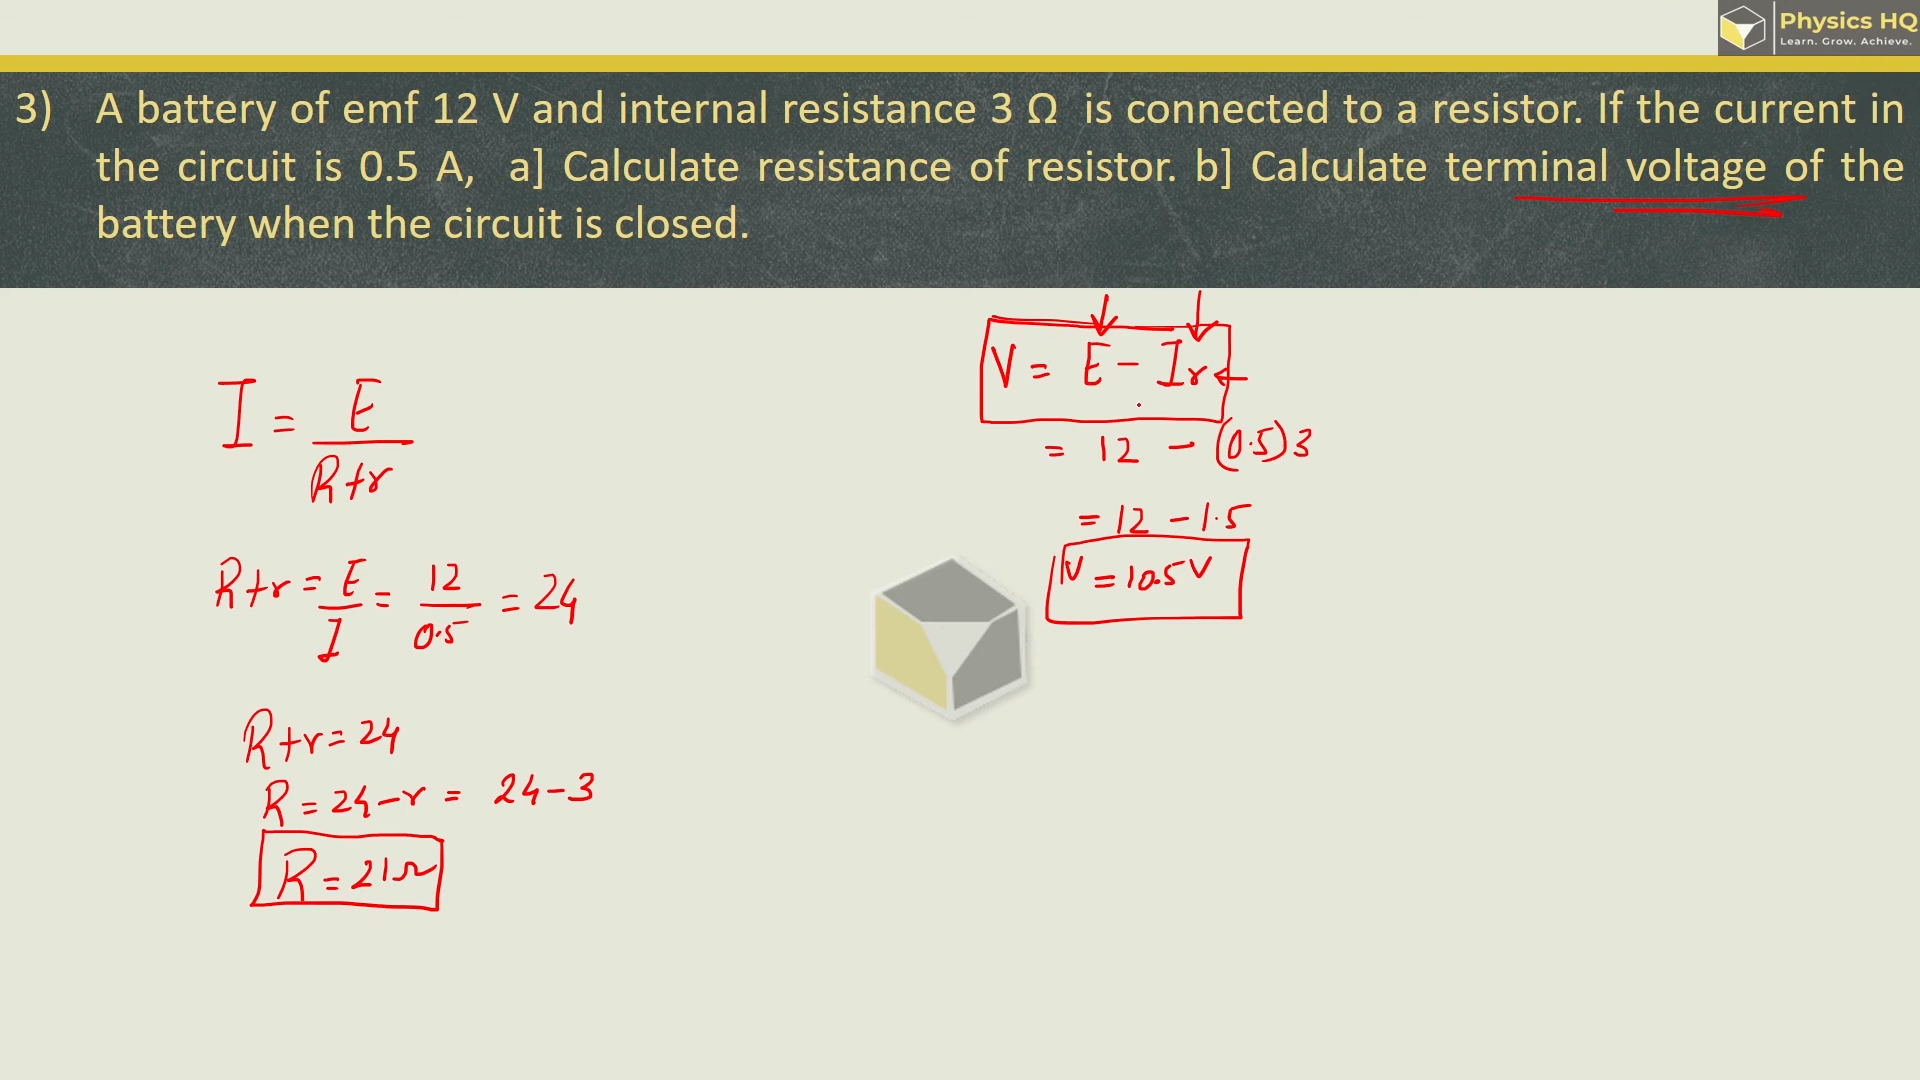 Physics HQ
Learn. Grow. Achieve.
3) A battery of emf 12 V and internal resistance 3 Ω is connected to a resistor. If the current in
the circuit is 0.5 A, a] Calculate resistance of resistor. b] Calculate terminal voltage of the
battery when the circuit is closed.
I = E
R+r
R+r = E = 12 = 24
I 0.5
R+r = 24
R = 24-r = 24-3
R = 21Ω
V = E - Ir
= 12 - (0.5)3
= 12 - 1.5
V = 10.5V